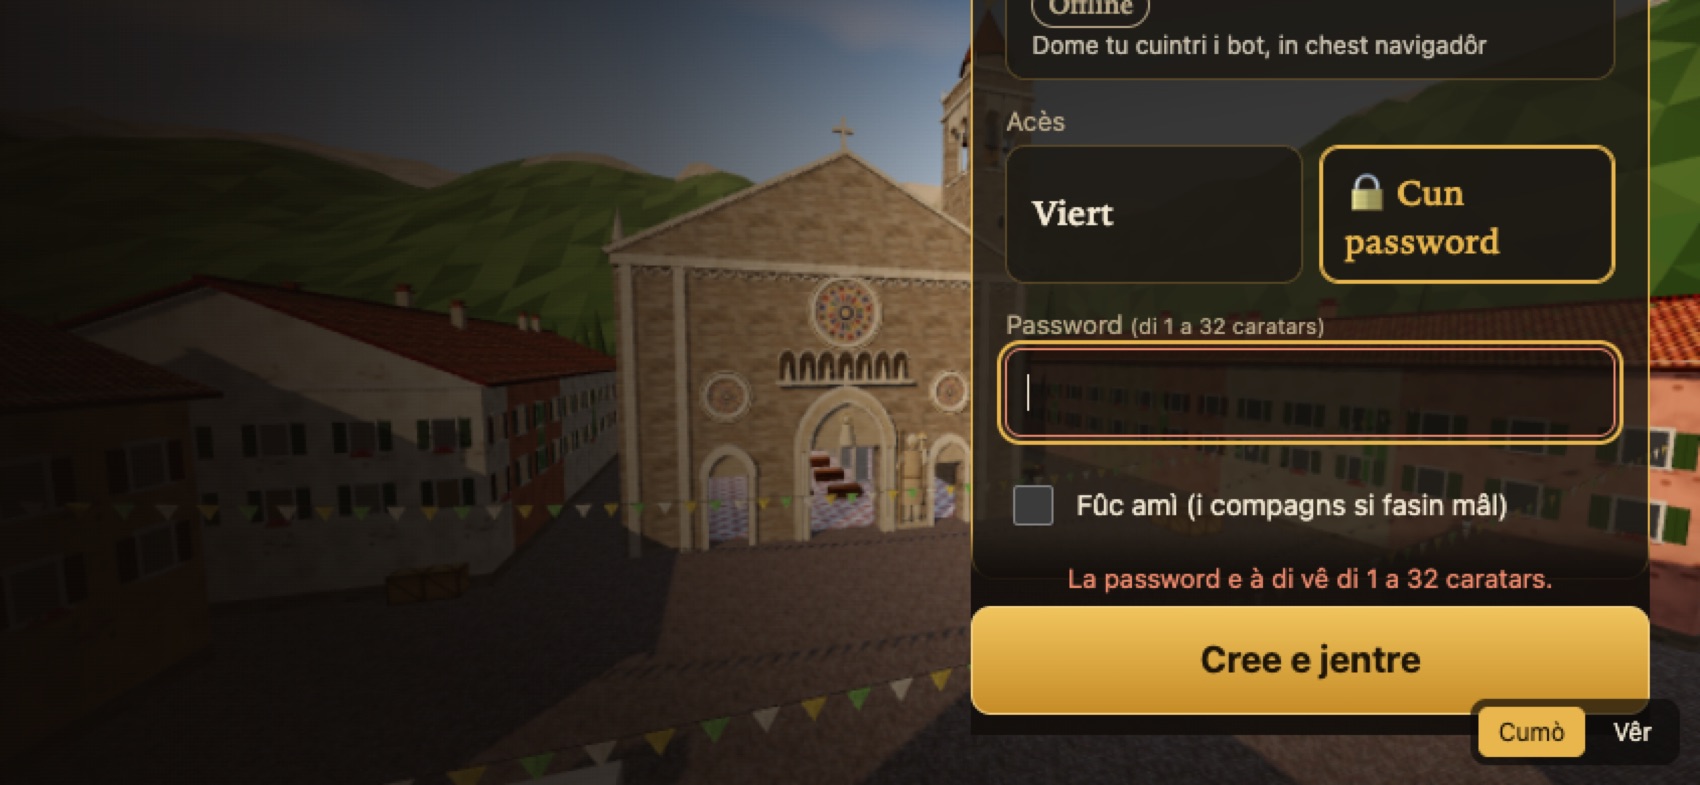 Offline
Dome tu cuintri i bot, in chest navigadôr
Acès
Viert
🔒 Cun
password
Password (di 1 a 32 caratars)
Fûc amì (i compagns si fasin mâl)
La password e à di vê di 1 a 32 caratars.
Cree e jentre
Cumò Vêr